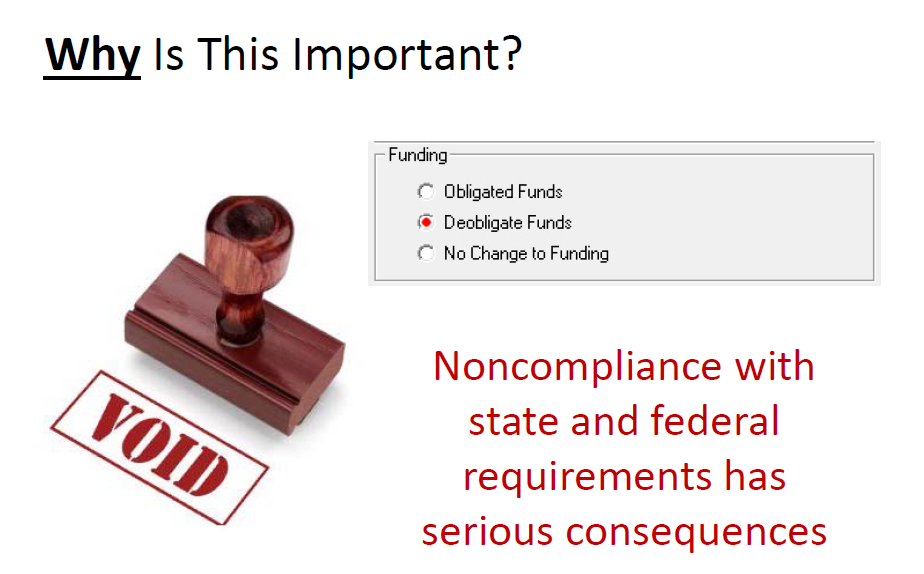 Why Is This Important?
Funding
Obligated Funds
Deobligate Funds
No Change to Funding
VOID
Noncompliance with
state and federal
requirements has
serious consequences